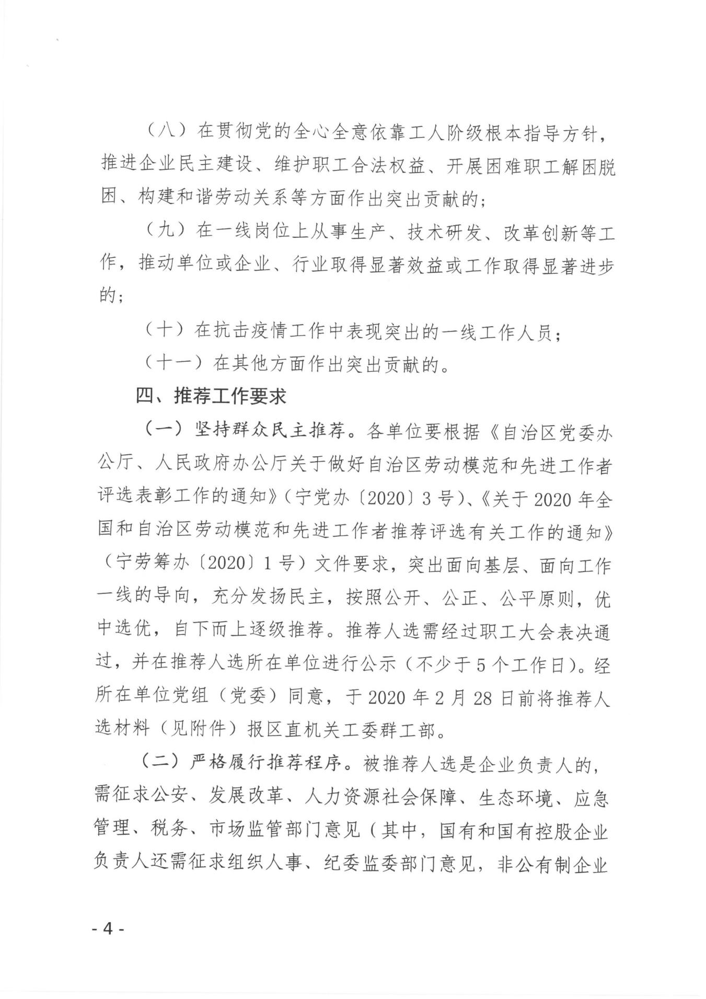 （八）在贯彻党的全心全意依靠工人阶级根本指导方针，
推进企业民主建设、维护职工合法权益、开展困难职工解困脱
困、构建和谐劳动关系等方面作出突出贡献的；
（九）在一线岗位上从事生产、技术研发、改革创新等工
作，推动单位或企业、行业取得显著效益或工作取得显著进步
的；
（十）在抗击疫情工作中表现突出的一线工作人员；
（十一）在其他方面作出突出贡献的。
四、推荐工作要求
（一）坚持群众民主推荐。各单位要根据《自治区党委办
公厅、人民政府办公厅关于做好自治区劳动模范和先进工作者
评选表彰工作的通知》（宁党办〔2020〕3 号）、《关于 2020 年全
国和自治区劳动模范和先进工作者推荐评选有关工作的通知》
（宁劳筹办〔2020〕1 号）文件要求，突出面向基层、面向工作
一线的导向，充分发扬民主，按照公开、公正、公平原则，优
中选优，自下而上逐级推荐。推荐人选需经过职工大会表决通
过，并在推荐人选所在单位进行公示（不少于 5 个工作日）。经
所在单位党组（党委）同意，于 2020 年 2 月 28 日前将推荐人
选材料（见附件）报区直机关工委群工部。
（二）严格履行推荐程序。被推荐人选是企业负责人的，
需征求公安、发展改革、人力资源社会保障、生态环境、应急
管理、税务、市场监管部门意见（其中，国有和国有控股企业
负责人还需征求组织人事、纪委监委部门意见，非公有制企业
- 4 -